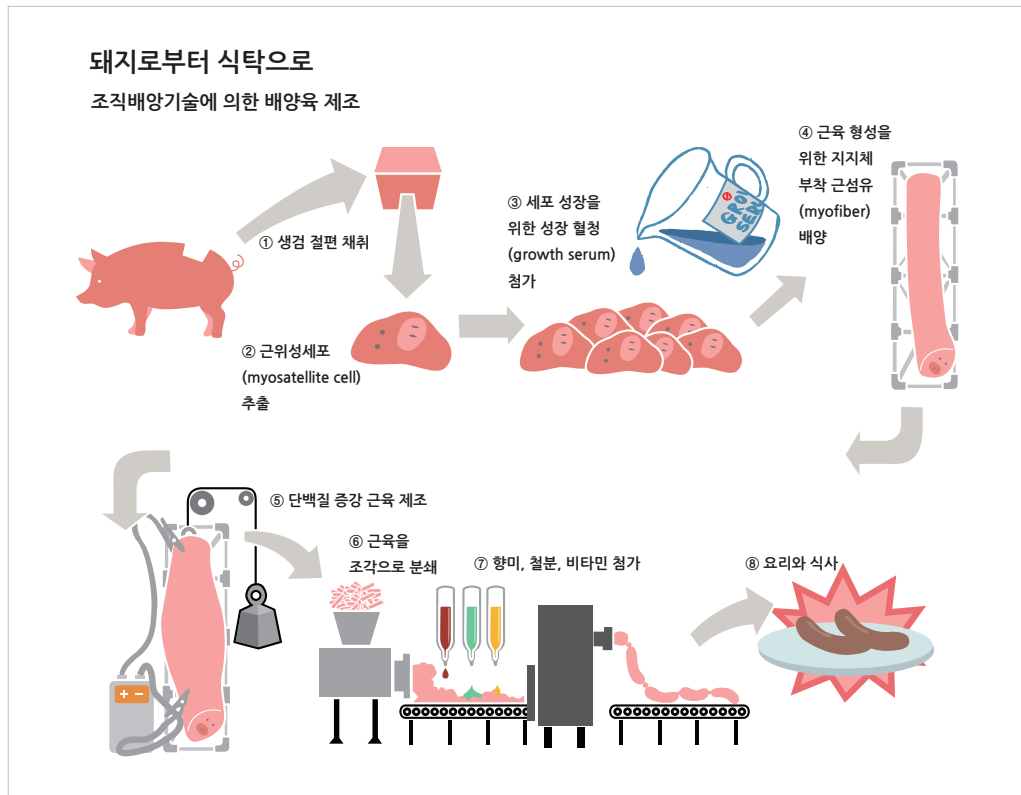 돼지로부터 식탁으로
조직배앙기술에 의한 배양육 제조
① 생검 절편 채취
② 근위성세포
(myosatellite cell)
추출
③ 세포 성장을
위한 성장 혈청
(growth serum)
첨가
GROW
SER
④ 근육 형성을
위한 지지체
부착 근섬유
(myofiber)
배양
⑤ 단백질 증강 근육 제조
⑥ 근육을
조각으로 분쇄
⑦ 향미, 철분, 비타민 첨가
⑧ 요리와 식사
+ −